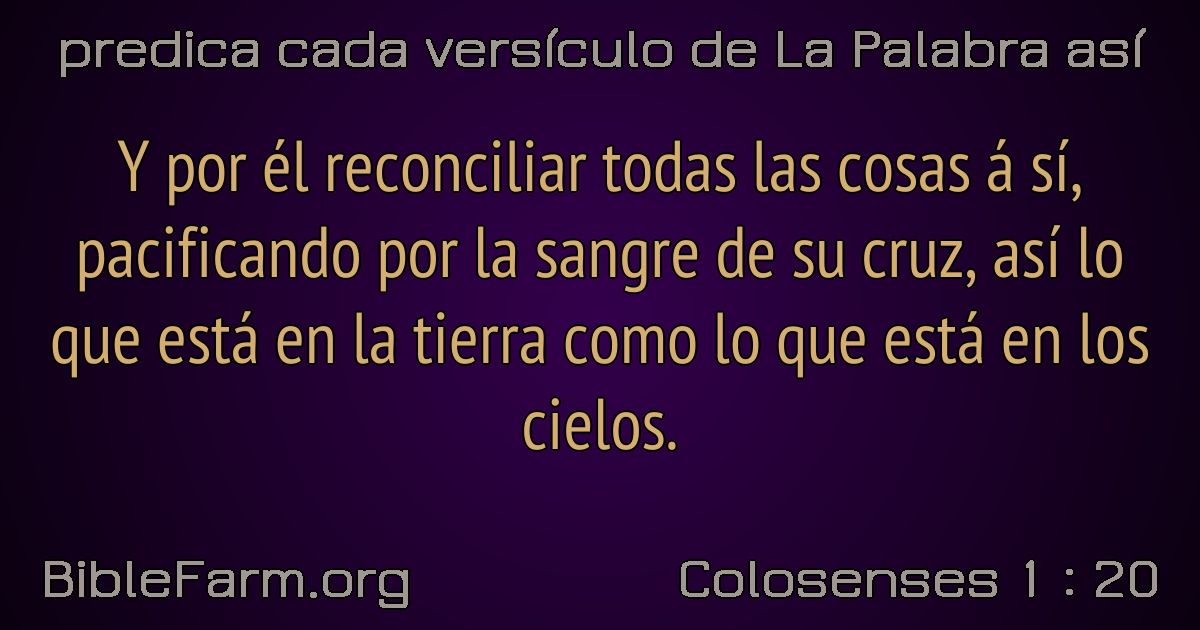 predica cada versículo de La Palabra así
Y por él reconciliar todas las cosas á sí,
pacificando por la sangre de su cruz, así lo
que está en la tierra como lo que está en los
cielos.
BibleFarm.org
Colosenses 1 : 20